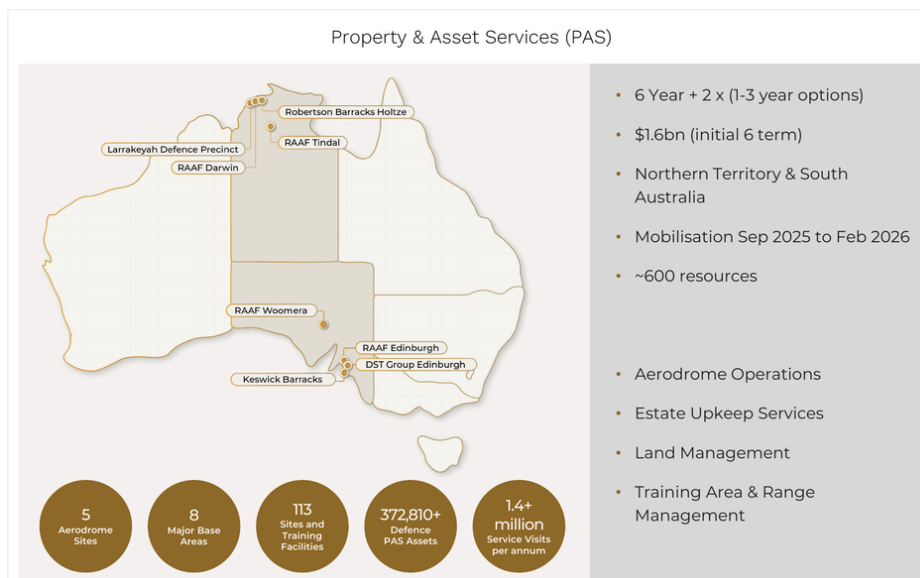 Property & Asset Services (PAS)
Robertson Barracks Holtze
RAAF Tindal
Larrakeyah Defence Precinct
RAAF Darwin
RAAF Woomera
RAAF Edinburgh
DST Group Edinburgh
Keswick Barracks
5
Aerodrome
Sites
8
Major Base
Areas
113
Sites and
Training
Facilities
372,810+
Defence
PAS Assets
1.4+
million
Service Visits
per annum
• 6 Year + 2 x (1-3 year options)
• $1.6bn (initial 6 term)
• Northern Territory & South
Australia
• Mobilisation Sep 2025 to Feb 2026
• ~600 resources
• Aerodrome Operations
• Estate Upkeep Services
• Land Management
• Training Area & Range
Management